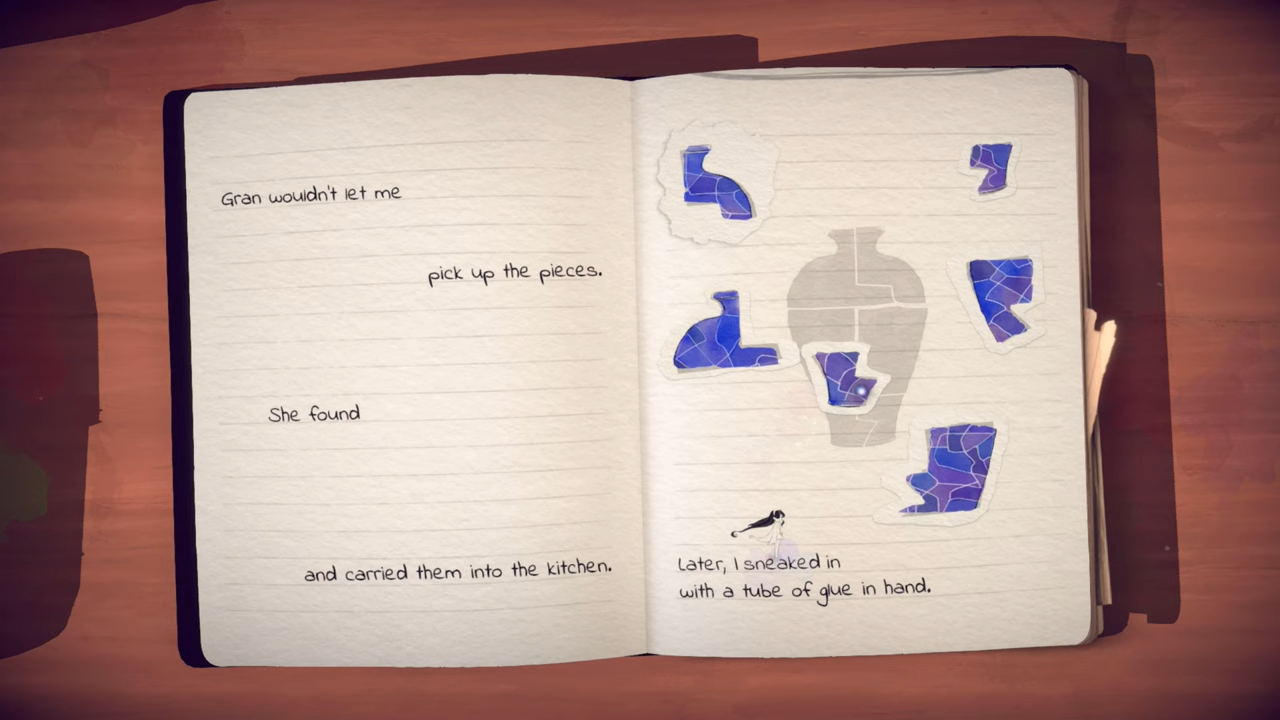 Gran wouldn't let me
pick up the pieces.
She found
and carried them into the kitchen.
Later, I sneaked in
with a tube of glue in hand.